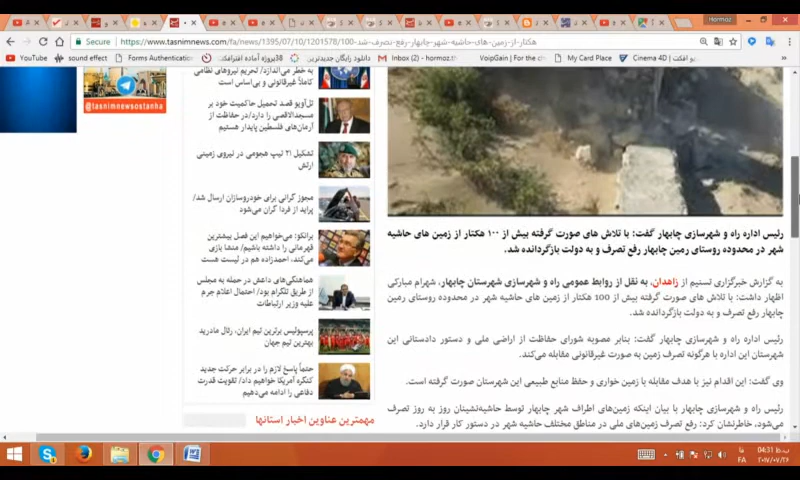 Hormoz
Secure
https://www.tasnimnews.com/fa/news/1395/07/10/1201578/100-هکتار-از-زمین-های-حاشیه-شهر-چابهار-رفع-تصرف-شد
YouTube
sound effect
Forms Authentication
38پروژه آماده اشتراکی
دانلود رایگان جدیدترین
Inbox (2) - hormoz.
VoipGain | For the ch
My Card Place
Cinema 4D | افکت سی
@tasnimnewsostanha
به خطر می‌اندازد/ تحریم نیروهای نظامی
کاملاً غیرقانونی و بی‌اساس است
تل‌آویو قصد تحمیل حاکمیت خود بر
مسجدالاقصی را دارد/در حفاظت از
آرمان‌های فلسطین پایدار هستیم
تشکیل ۲۱ تیپ هجومی در نیروی زمینی
ارتش
مجوز گرانی برای خودروسازان ارسال شد/
پراید از فردا گران می‌شود
برانکو: می‌خواهیم این فصل بیشترین
قهرمانی را داشته باشیم/ منشا بازی
می‌کند، احمدزاده هم در لیست هست
هماهنگی‌های داعش در حمله به مجلس
از طریق تلگرام بود/ احتمال اعلام جرم
علیه وزیر ارتباطات
پرسپولیس برترین تیم ایران، رئال مادرید
بهترین تیم جهان
حتماً پاسخ لازم را در برابر حرکت جدید
کنگره آمریکا خواهیم داد/ تقویت قدرت
دفاعی را ادامه می‌دهیم
مهمترین عناوین اخبار استانها
رئیس اداره راه و شهرسازی چابهار گفت: با تلاش های صورت گرفته بیش از ۱۰۰ هکتار از زمین های حاشیه
شهر در محدوده روستای رمین چابهار رفع تصرف و به دولت بازگردانده شد.
به گزارش خبرگزاری تسنیم از زاهدان، به نقل از روابط عمومی راه و شهرسازی شهرستان چابهار، شهرام مبارکی
اظهار داشت: با تلاش های صورت گرفته بیش از 100 هکتار از زمین های حاشیه شهر در محدوده روستای رمین
چابهار رفع تصرف و به دولت بازگردانده شد.
رئیس اداره راه و شهرسازی چابهار گفت: بنابر مصوبه شورای حفاظت از اراضی ملی و دستور دادستانی این
شهرستان این اداره با هرگونه تصرف زمین به صورت غیرقانونی مقابله می‌کند.
وی گفت: این اقدام نیز با هدف مقابله با زمین خواری و حفظ منابع طبیعی این شهرستان صورت گرفته است.
رئیس راه و شهرسازی چابهار با بیان اینکه زمین‌های اطراف شهر چابهار توسط حاشیه‌نشینان روز به روز تصرف
می‌شود، خاطرنشان کرد: رفع تصرف زمین‌های ملی در مناطق مختلف حاشیه شهر در دستور کار قرار دارد.
فا
FA
04:31 ب.ظ
۲۰۱۷/۰۷/۲۶